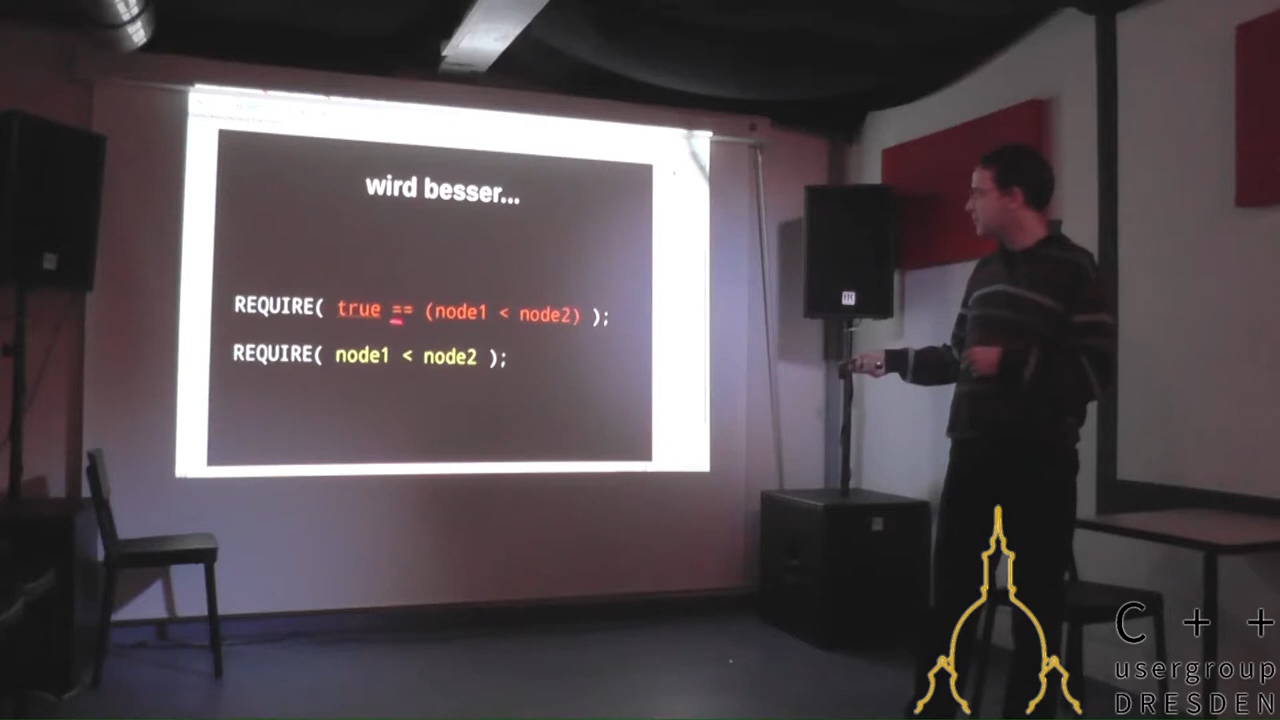 wird besser...
REQUIRE( true == (node1 < node2) );
REQUIRE( node1 < node2 );
C++
usergroup
DRESDEN